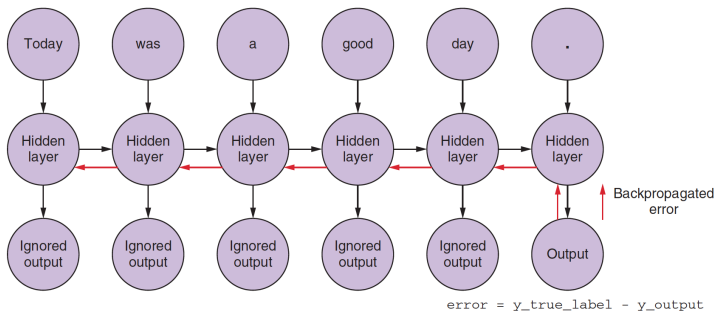 Today was a good day .
Hidden layer Hidden layer Hidden layer Hidden layer Hidden layer Hidden layer
Backpropagated
error
Ignored output Ignored output Ignored output Ignored output Ignored output Output
error = y_true_label - y_output